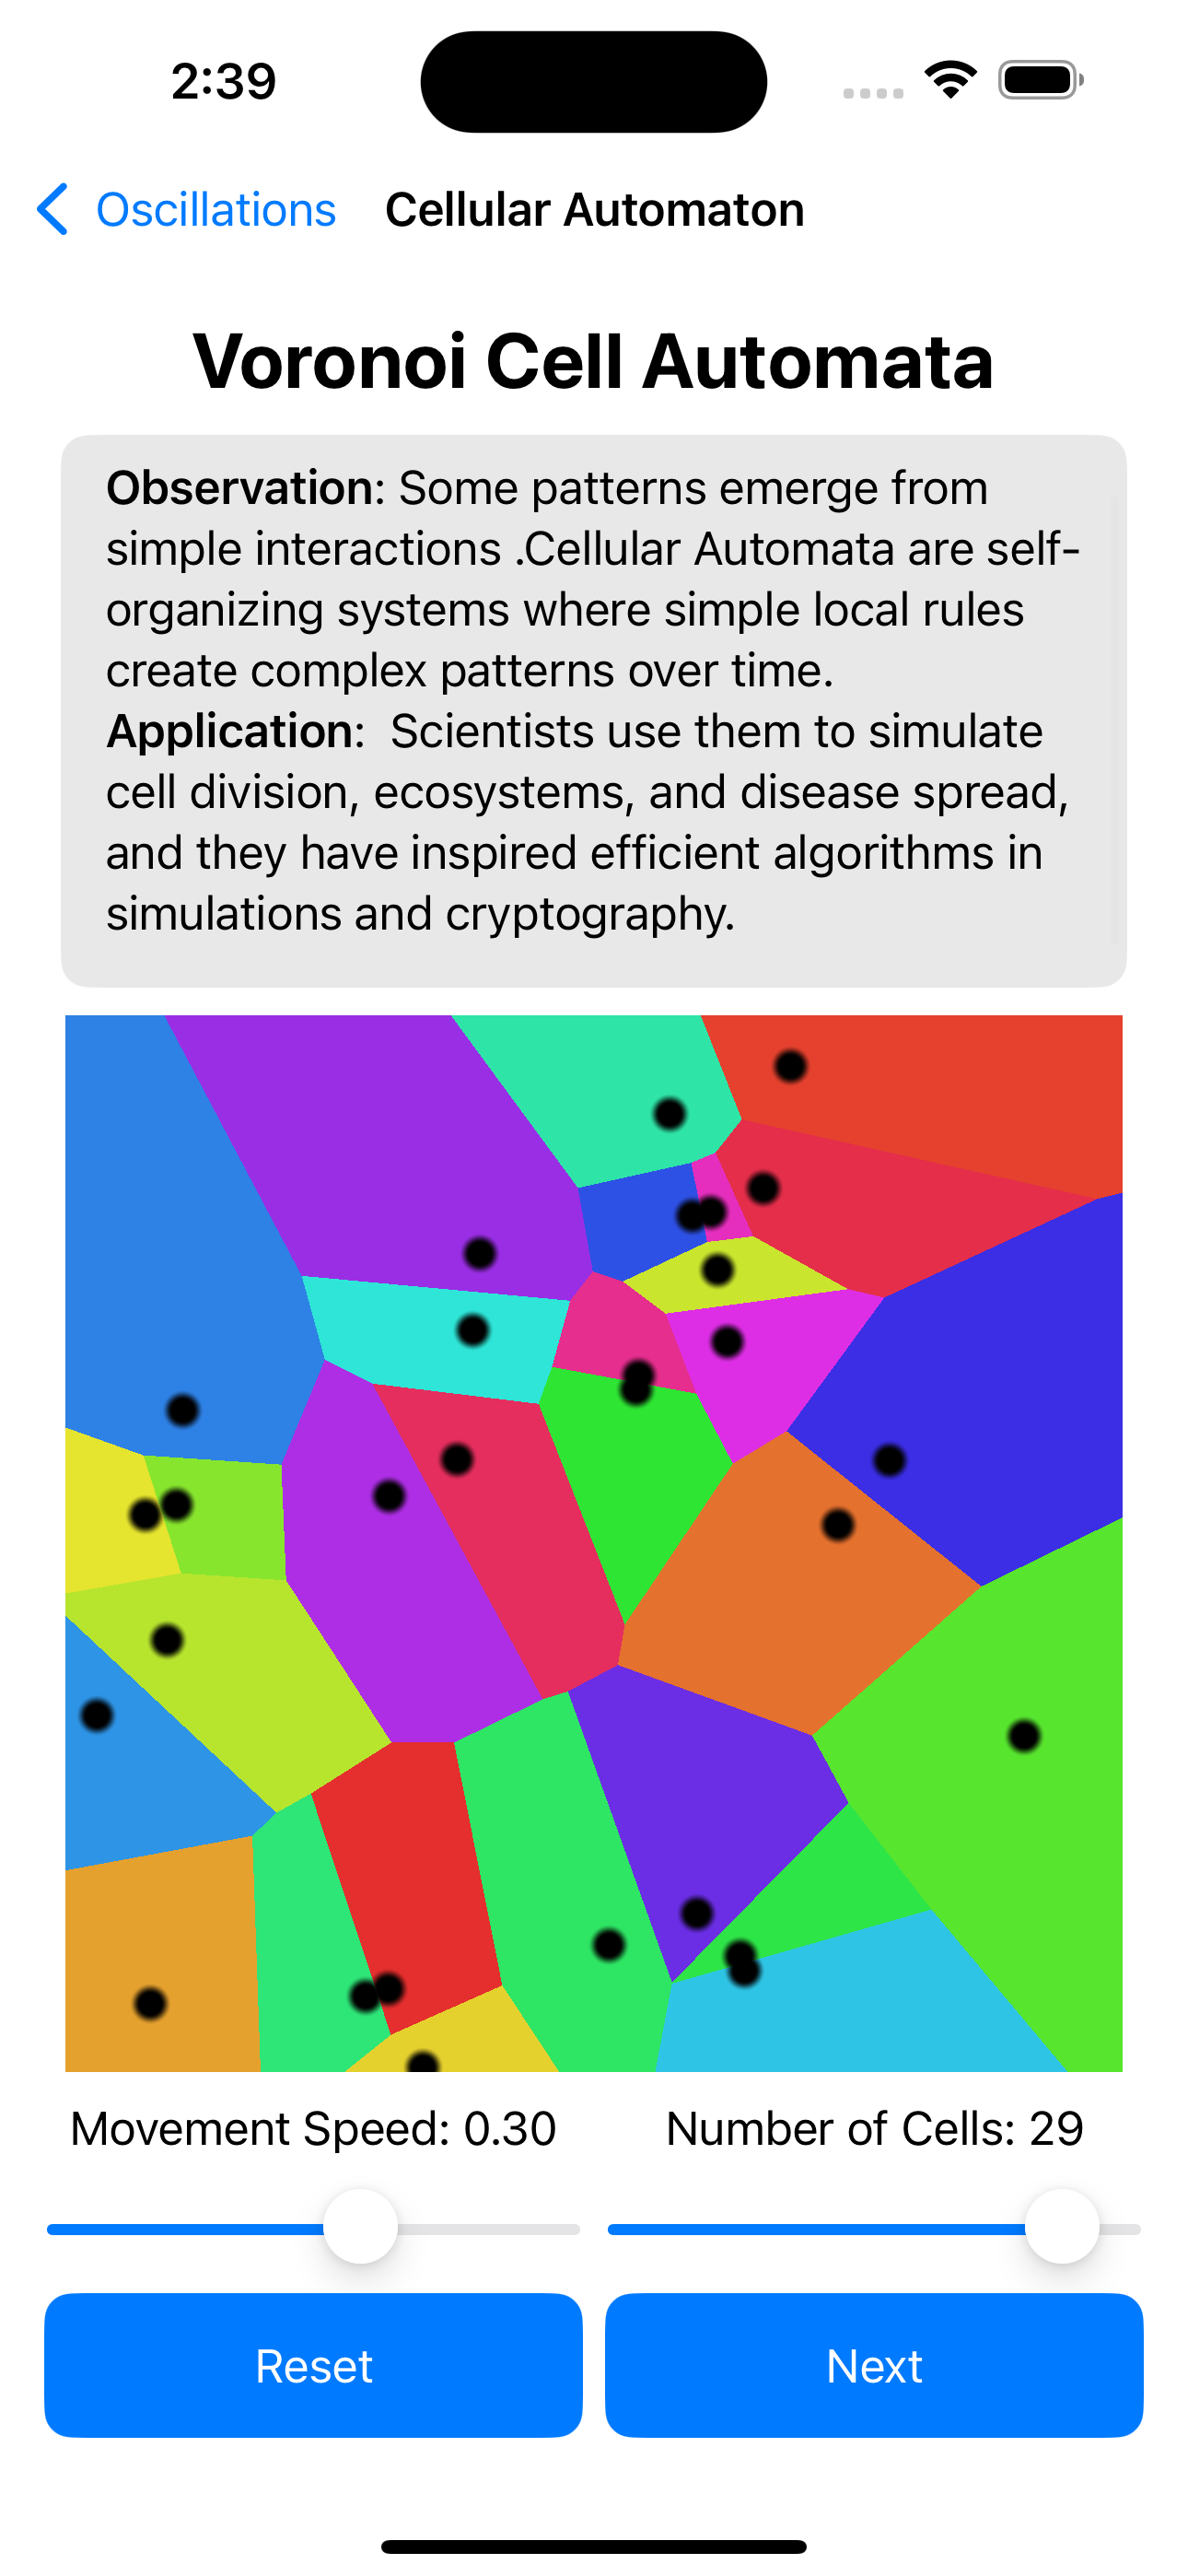 2:39
Oscillations Cellular Automaton
Voronoi Cell Automata
Observation: Some patterns emerge from
simple interactions .Cellular Automata are self-
organizing systems where simple local rules
create complex patterns over time.
Application:  Scientists use them to simulate
cell division, ecosystems, and disease spread,
and they have inspired efficient algorithms in
simulations and cryptography.
Movement Speed: 0.30 Number of Cells: 29
Reset Next